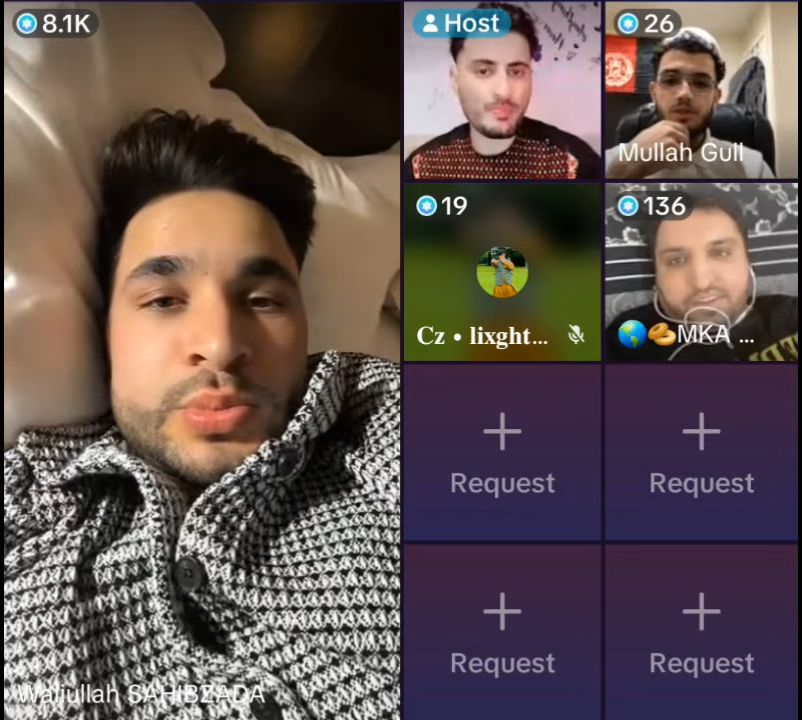 8.1K
Waliullah SAHIBZADA
Host
26
Mullah Gull
19
Cz • lixght...
136
🌎🥯MKA ...
Request
Request
Request
Request